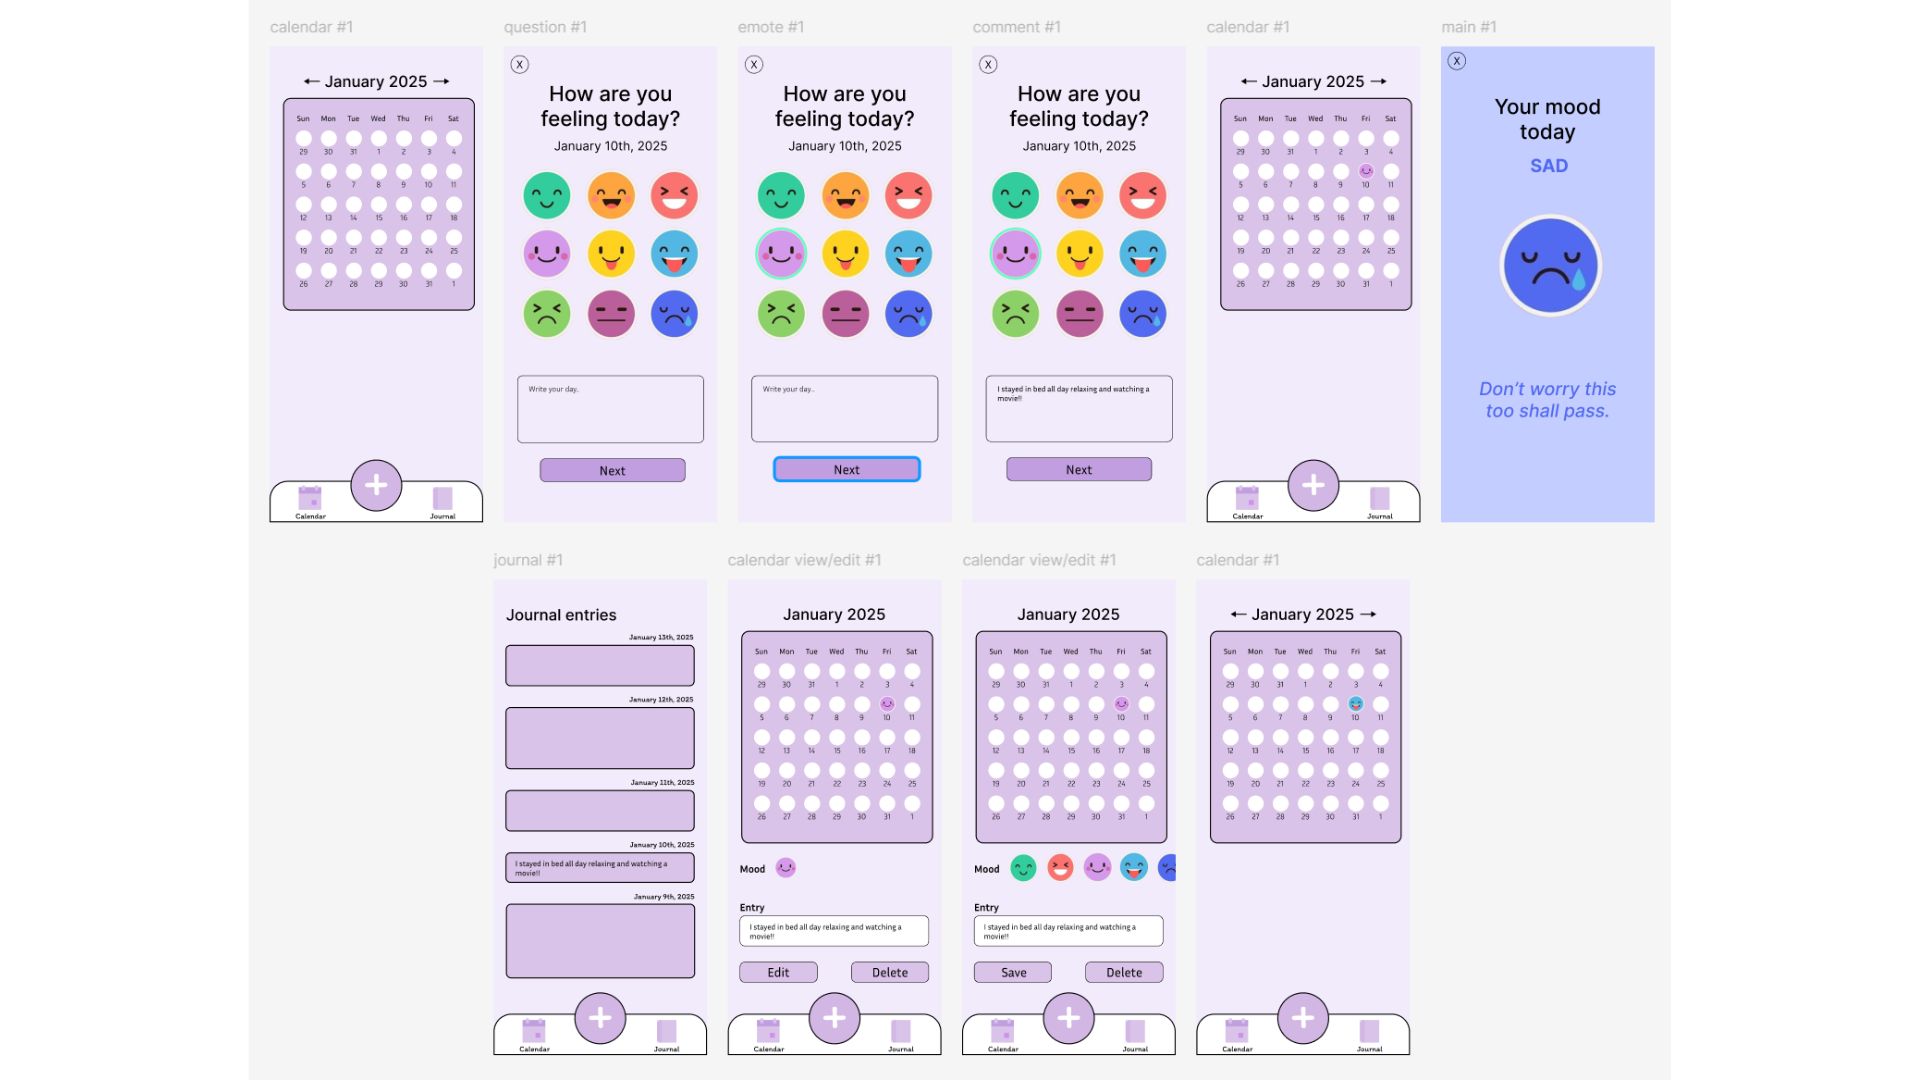 calendar #1
← January 2025 →
Sun Mon Tue Wed Thu Fri Sat
29 30 31 1 2 3 4
5 6 7 8 9 10 11
12 13 14 15 16 17 18
19 20 21 22 23 24 25
26 27 28 29 30 31 1
Calendar
Journal
question #1
X
How are you
feeling today?
January 10th, 2025
Write your day..
Next
emote #1
X
How are you
feeling today?
January 10th, 2025
Write your day..
Next
comment #1
X
How are you
feeling today?
January 10th, 2025
I stayed in bed all day relaxing and watching a
movie!!
Next
calendar #1
← January 2025 →
Sun Mon Tue Wed Thu Fri Sat
29 30 31 1 2 3 4
5 6 7 8 9 10 11
12 13 14 15 16 17 18
19 20 21 22 23 24 25
26 27 28 29 30 31 1
Calendar
Journal
main #1
X
Your mood
today
SAD
Don't worry this
too shall pass.
journal #1
Journal entries
January 13th, 2025
January 12th, 2025
January 11th, 2025
January 10th, 2025
I stayed in bed all day relaxing and watching a
movie!!
January 9th, 2025
Calendar
Journal
calendar view/edit #1
January 2025
Sun Mon Tue Wed Thu Fri Sat
29 30 31 1 2 3 4
5 6 7 8 9 10 11
12 13 14 15 16 17 18
19 20 21 22 23 24 25
26 27 28 29 30 31 1
Mood
Entry
I stayed in bed all day relaxing and watching a
movie!!
Edit
Delete
Calendar
Journal
calendar view/edit #1
January 2025
Sun Mon Tue Wed Thu Fri Sat
29 30 31 1 2 3 4
5 6 7 8 9 10 11
12 13 14 15 16 17 18
19 20 21 22 23 24 25
26 27 28 29 30 31 1
Mood
Entry
I stayed in bed all day relaxing and watching a
movie!!
Save
Delete
Calendar
Journal
calendar #1
← January 2025 →
Sun Mon Tue Wed Thu Fri Sat
29 30 31 1 2 3 4
5 6 7 8 9 10 11
12 13 14 15 16 17 18
19 20 21 22 23 24 25
26 27 28 29 30 31 1
Calendar
Journal